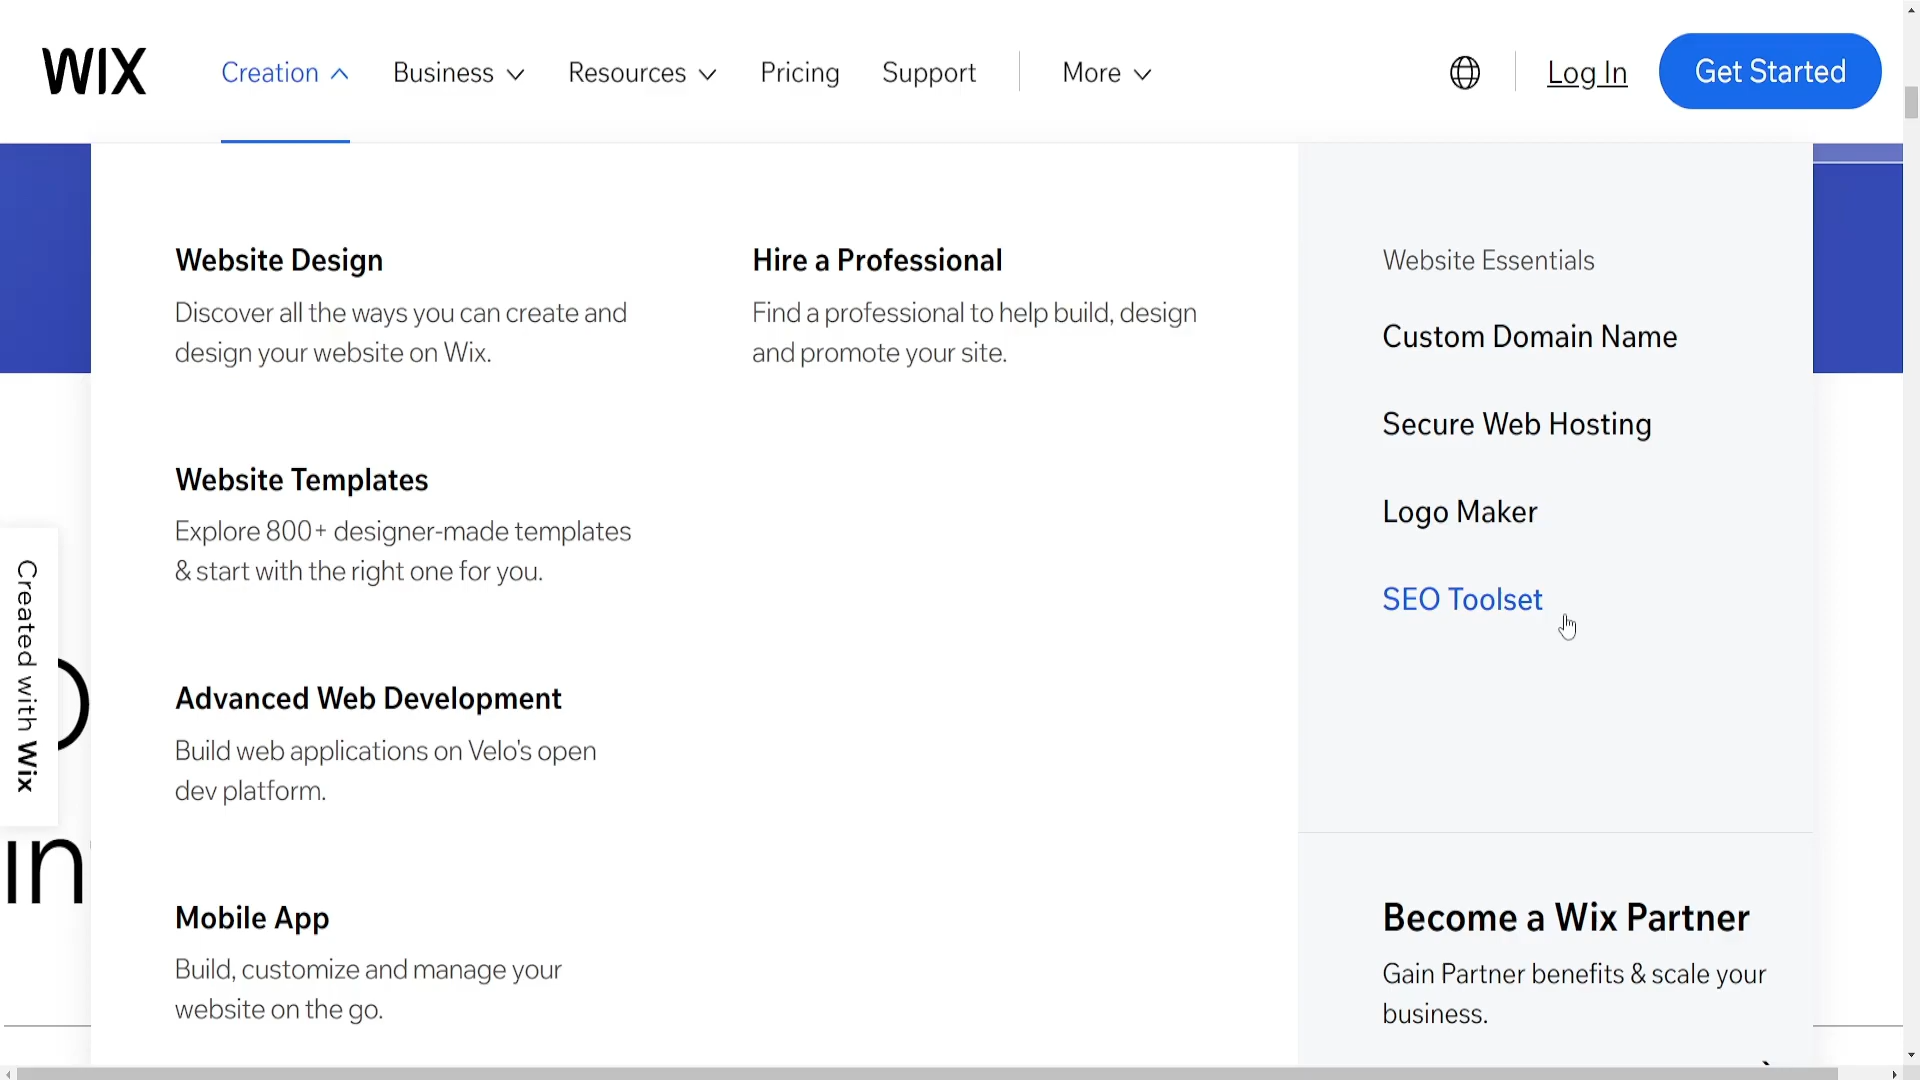 WIX Creation Business Resources Pricing Support More Log In Get Started
Website Design
Discover all the ways you can create and
design your website on Wix.
Website Templates
Explore 800+ designer-made templates
& start with the right one for you.
Advanced Web Development
Build web applications on Velo's open
dev platform.
Mobile App
Build, customize and manage your
website on the go.
Hire a Professional
Find a professional to help build, design
and promote your site.
Website Essentials
Custom Domain Name
Secure Web Hosting
Logo Maker
SEO Toolset
Become a Wix Partner
Gain Partner benefits & scale your
business.
Created with Wix
in